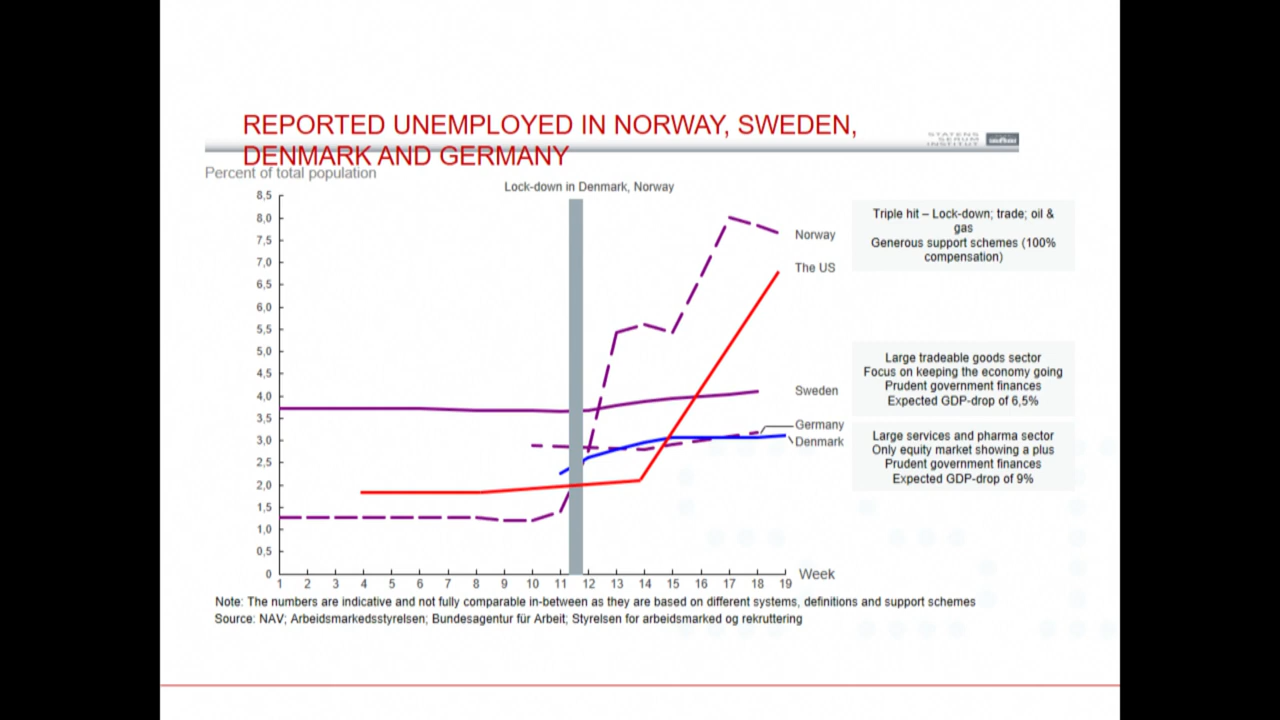 REPORTED UNEMPLOYED IN NORWAY, SWEDEN,
DENMARK AND GERMANY
STATENS
SERUM
INSTITUT
Percent of total population
Lock-down in Denmark, Norway
8,5
8,0
7,5
7,0
6,5
6,0
5,5
5,0
4,5
4,0
3,5
3,0
2,5
2,0
1,5
1,0
0,5
0
1 2 3 4 5 6 7 8 9 10 11 12 13 14 15 16 17 18 19
Week
Norway
The US
Sweden
Germany
Denmark
Triple hit – Lock-down; trade; oil &
gas
Generous support schemes (100%
compensation)
Large tradeable goods sector
Focus on keeping the economy going
Prudent government finances
Expected GDP-drop of 6,5%
Large services and pharma sector
Only equity market showing a plus
Prudent government finances
Expected GDP-drop of 9%
Note: The numbers are indicative and not fully comparable in-between as they are based on different systems, definitions and support schemes
Source: NAV; Arbeidsmarkedsstyrelsen; Bundesagentur für Arbeit; Styrelsen for arbeidsmarked og rekruttering